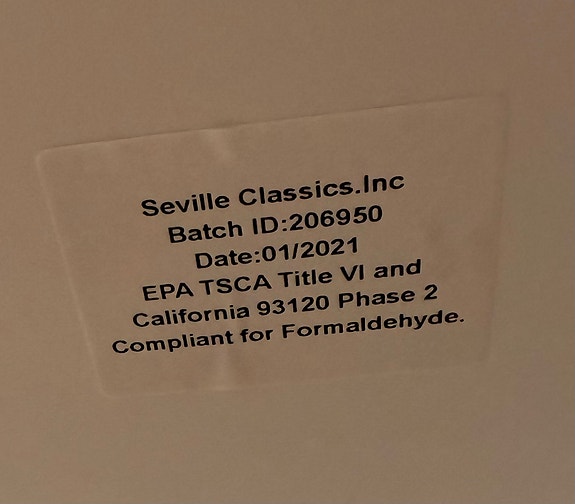 Seville Classics.Inc
Batch ID:206950
Date:01/2021
EPA TSCA Title VI and
California 93120 Phase 2
Compliant for Formaldehyde.